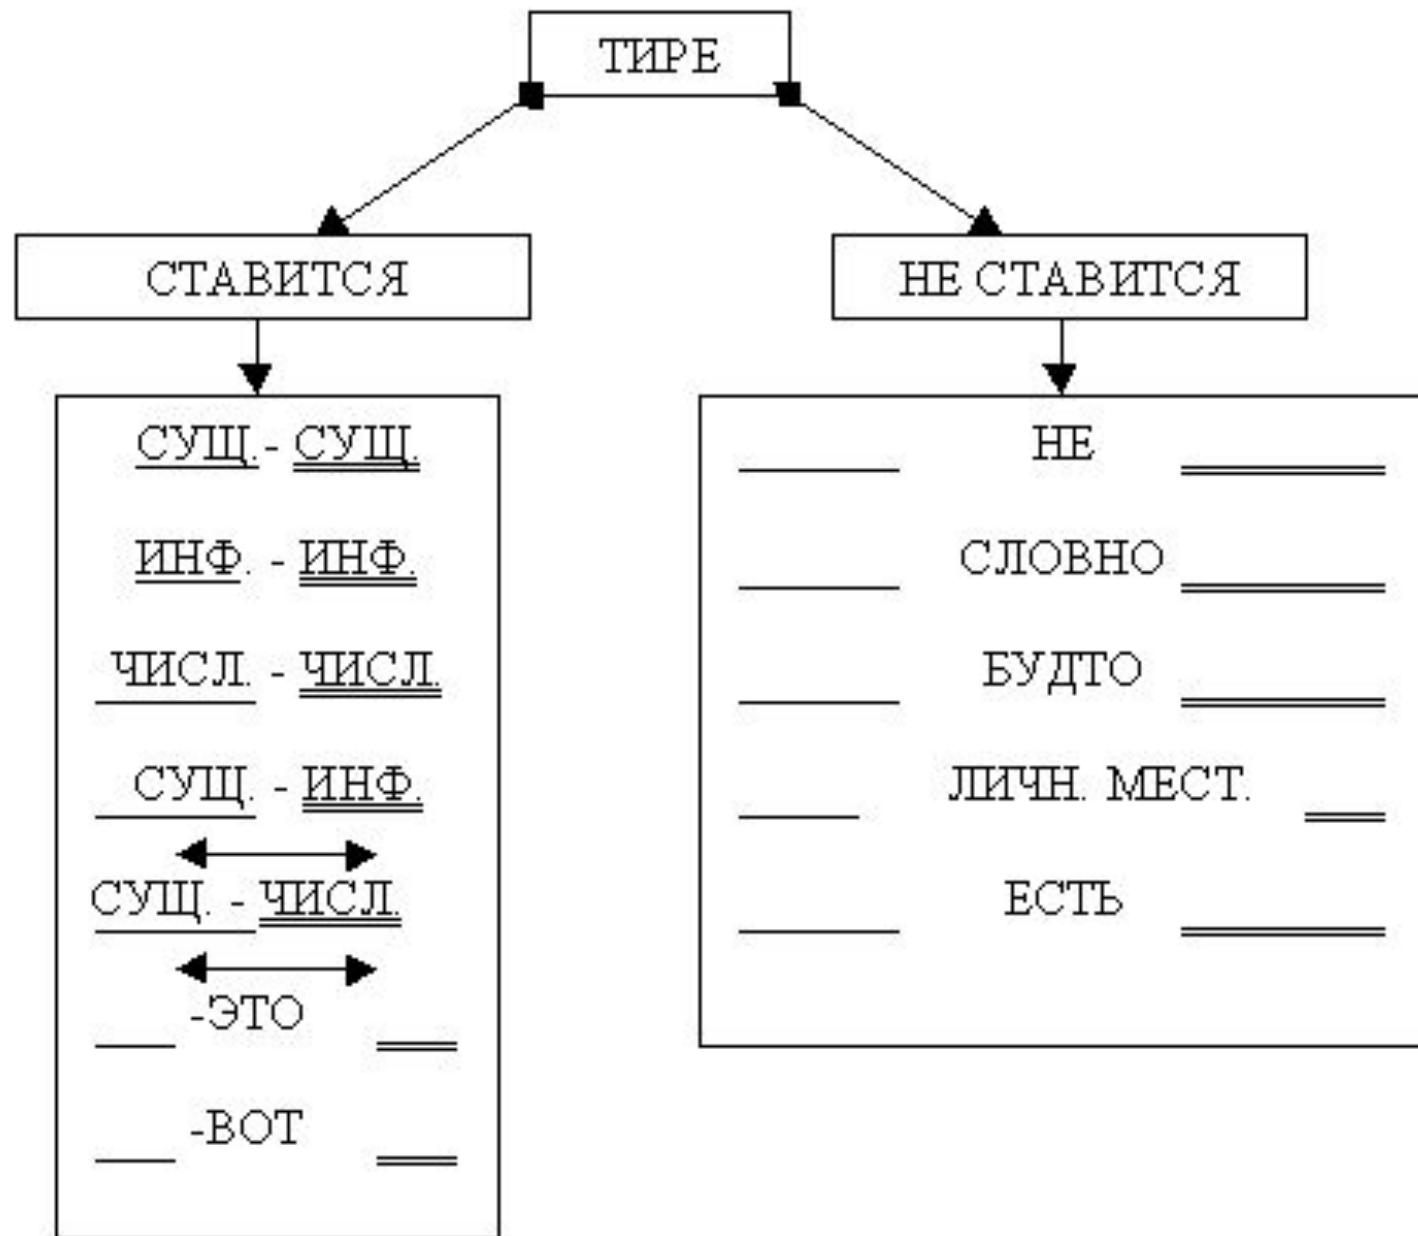 ТИРЕ
СТАВИТСЯ
НЕ СТАВИТСЯ
СУЩ. - СУЩ.
ИНФ. - ИНФ.
ЧИСЛ. - ЧИСЛ.
СУЩ. - ИНФ.
СУЩ. - ЧИСЛ.
-ЭТО
-ВОТ
НЕ
СЛОВНО
БУДТО
ЛИЧН. МЕСТ.
ЕСТЬ